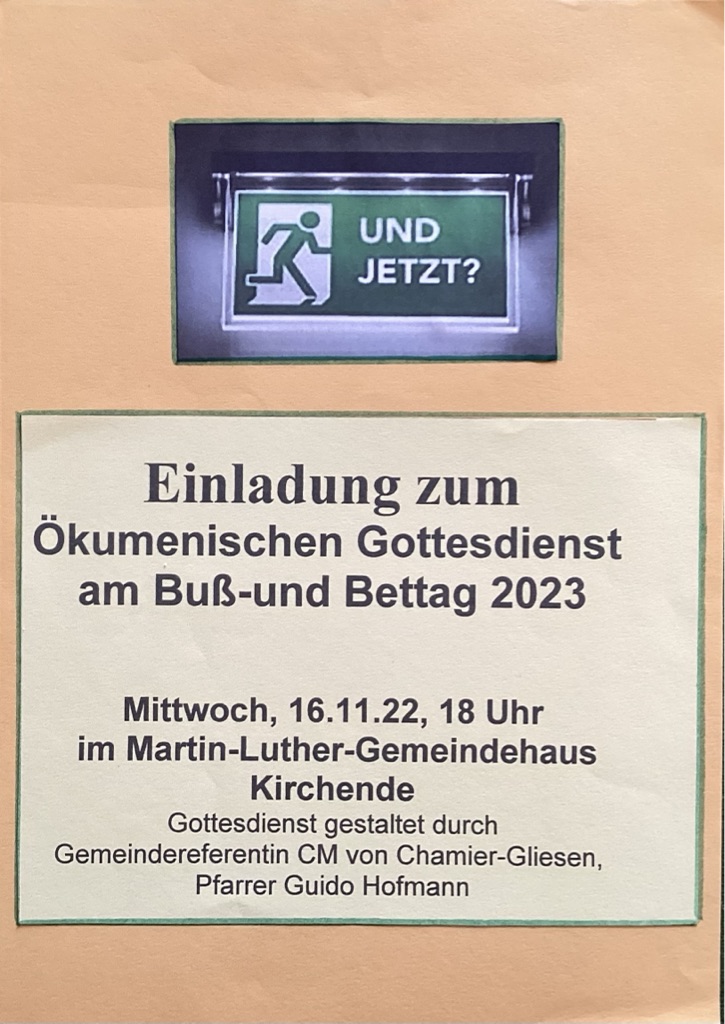 UND
JETZT?
Einladung zum
Ökumenischen Gottesdienst
am Buß-und Bettag 2023
Mittwoch, 16.11.22, 18 Uhr
im Martin-Luther-Gemeindehaus
Kirchende
Gottesdienst gestaltet durch
Gemeindereferentin CM von Chamier-Gliesen,
Pfarrer Guido Hofmann